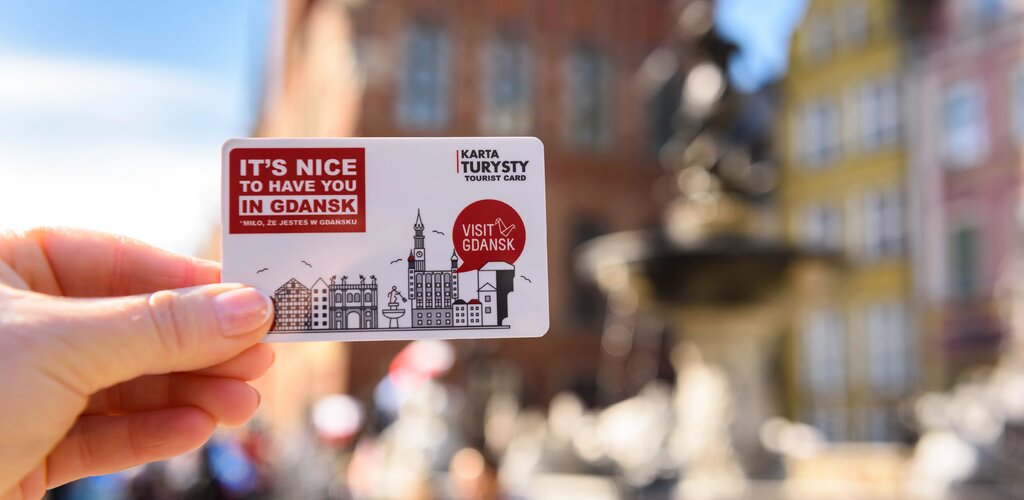 IT'S NICE
TO HAVE YOU
IN GDANSK
*MIŁO, ŻE JESTEŚ W GDAŃSKU
KARTA
TURYSTY
TOURIST CARD
VISIT
GDANSK